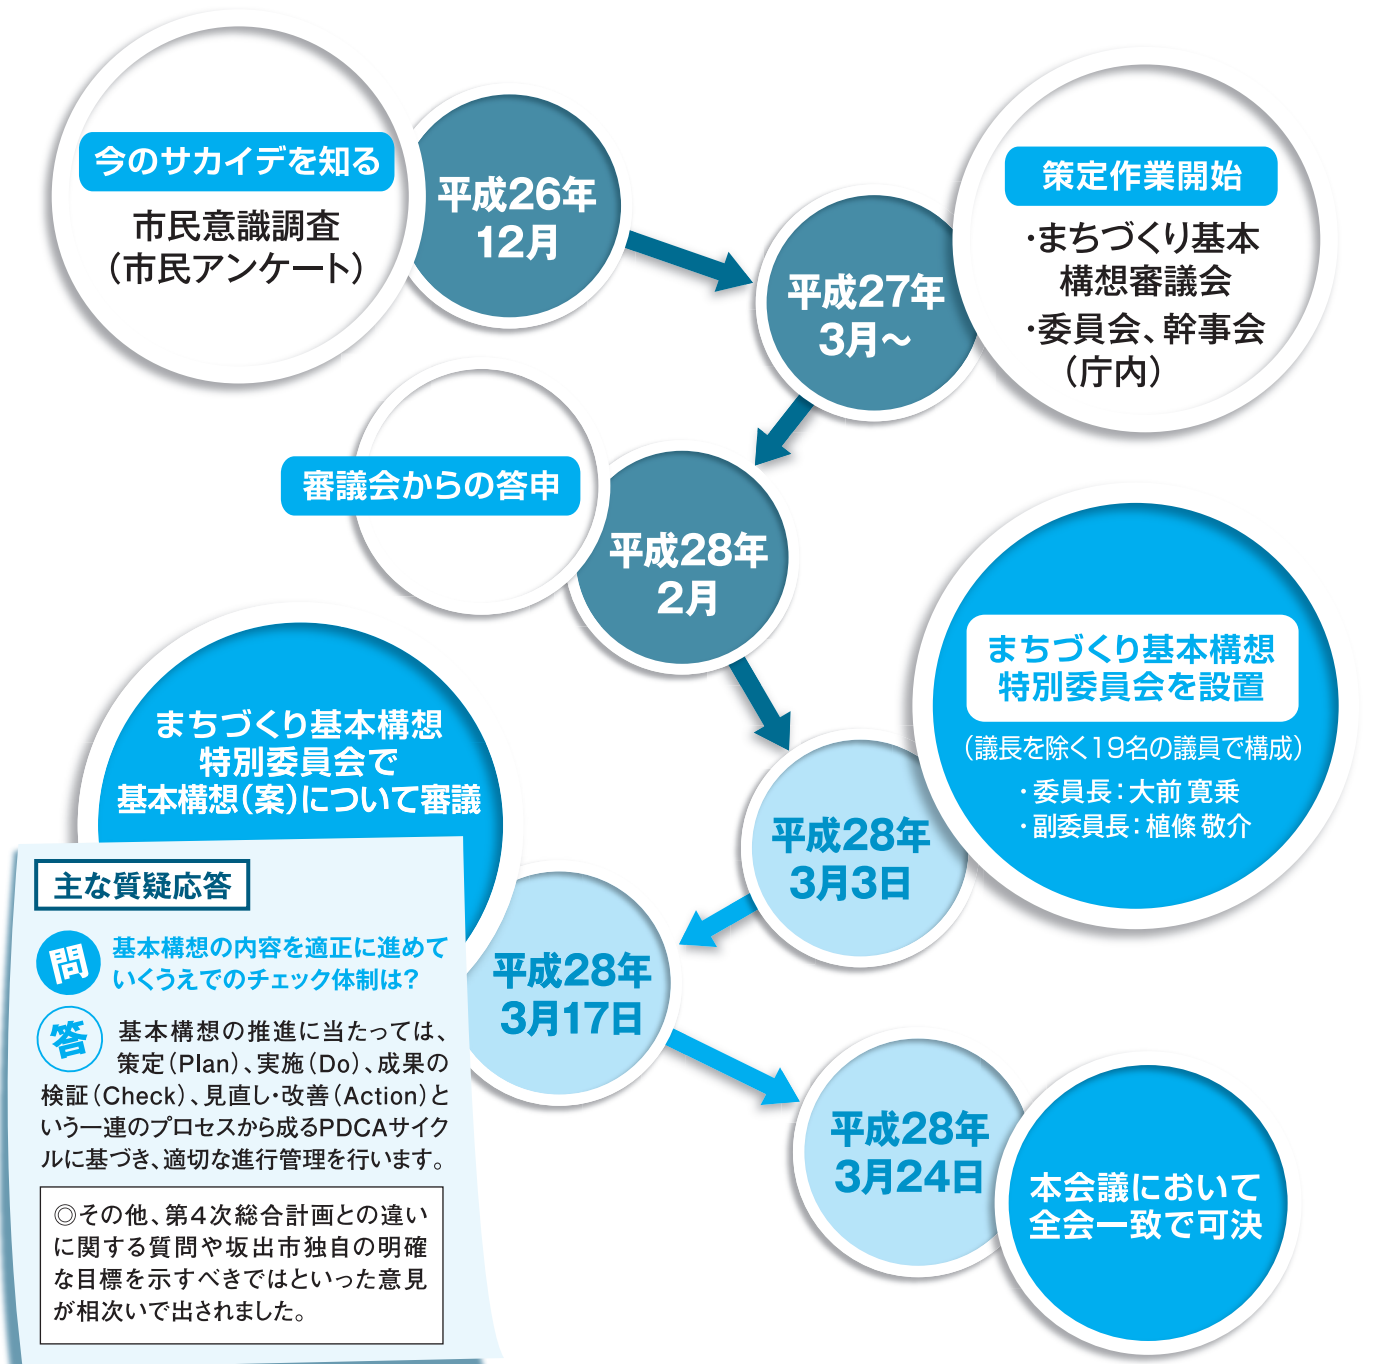 今のサカイデを知る
市民意識調査
（市民アンケート）
平成26年
12月
平成27年
3月～
策定作業開始
・まちづくり基本
構想審議会
・委員会、幹事会
（庁内）
審議会からの答申
平成28年
2月
まちづくり基本構想
特別委員会を設置
（議長を除く19名の議員で構成）
・委員長：大前 寛乗
・副委員長：植條 敬介
平成28年
3月3日
まちづくり基本構想
特別委員会で
基本構想（案）について審議
平成28年
3月17日
主な質疑応答
問 基本構想の内容を適正に進めて
いくうえでのチェック体制は？
答 基本構想の推進に当たっては、
策定（Plan）、実施（Do）、成果の
検証（Check）、見直し・改善（Action）と
いう一連のプロセスから成るPDCAサイク
ルに基づき、適切な進行管理を行います。
◎その他、第4次総合計画との違い
に関する質問や坂出市独自の明確
な目標を示すべきではといった意見
が相次いで出されました。
平成28年
3月24日
本会議において
全会一致で可決